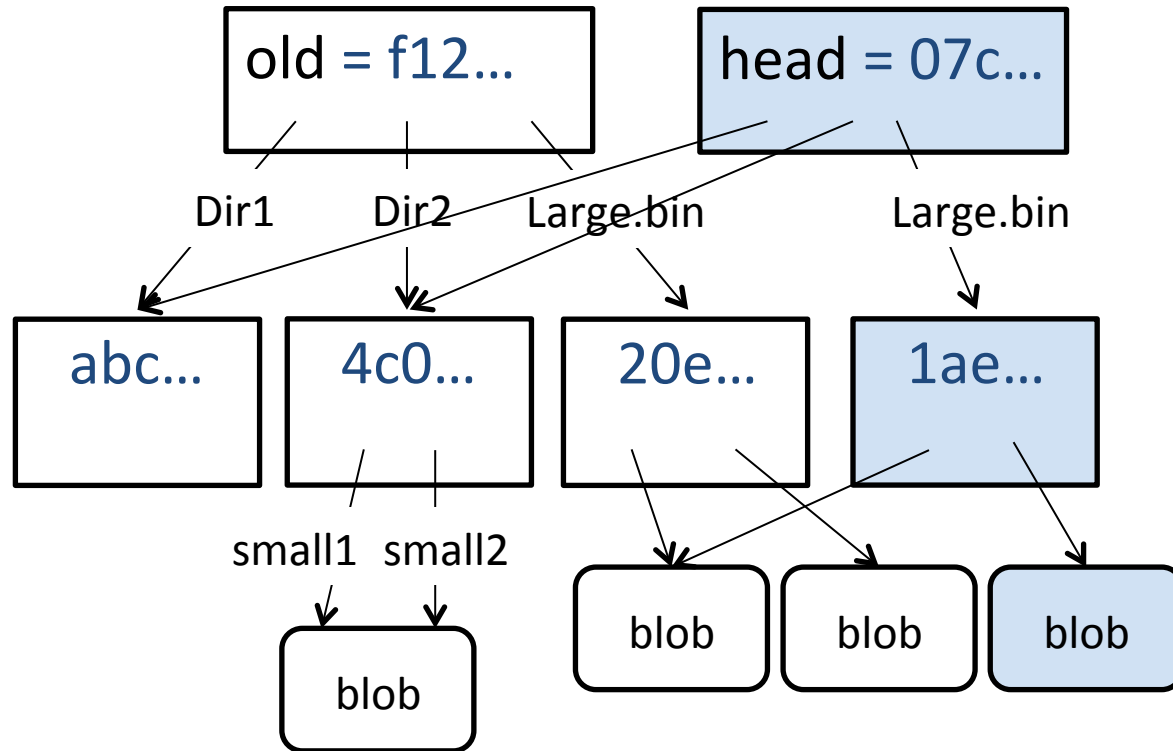 old = f12...
head = 07c...
Dir1
Dir2
Large.bin
Large.bin
abc...
4c0...
20e...
1ae...
small1
small2
blob
blob
blob
blob